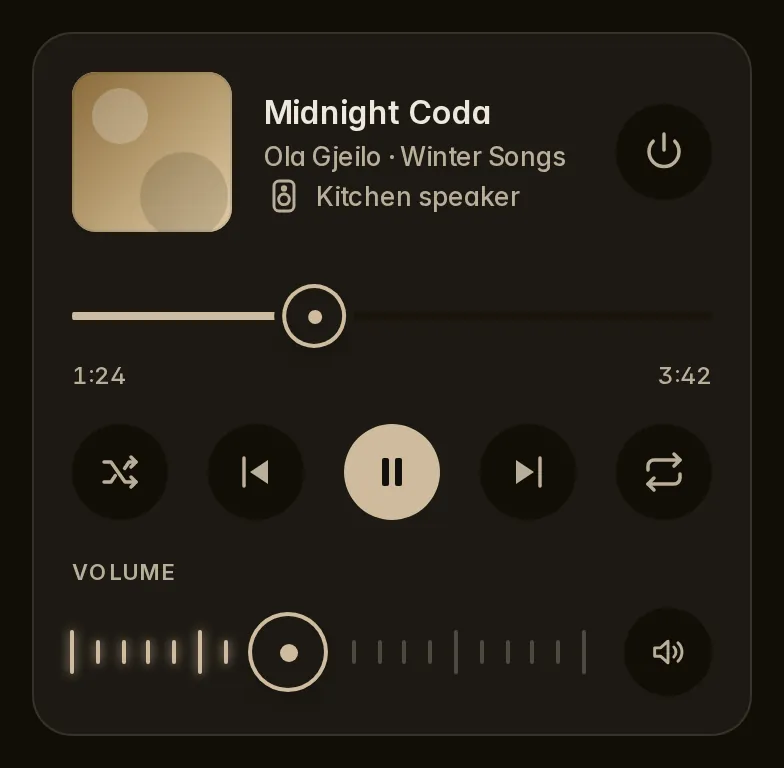 Midnight Coda
Ola Gjeilo · Winter Songs
Kitchen speaker
1:24
3:42
VOLUME